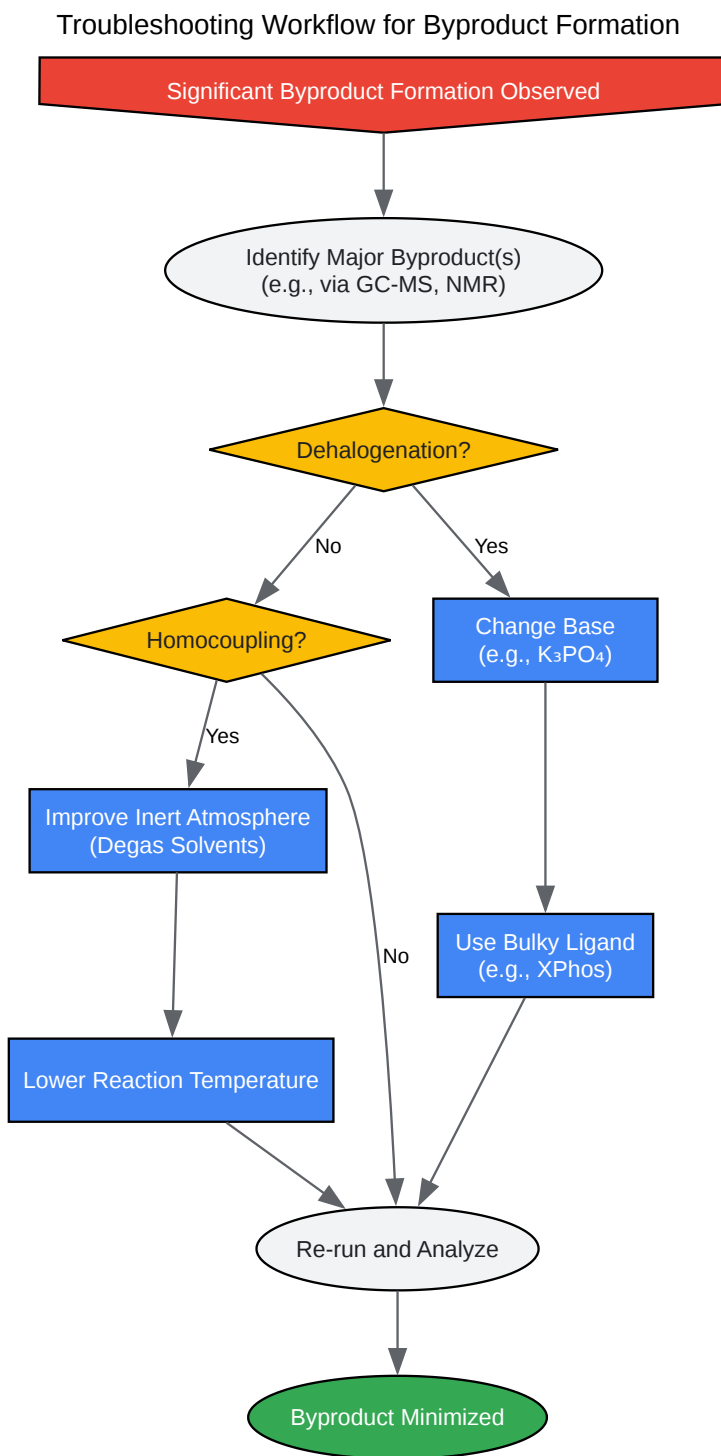 Troubleshooting Workflow for Byproduct Formation
Significant Byproduct Formation Observed
Identify Major Byproduct(s)
(e.g., via GC-MS, NMR)
Dehalogenation?
No
Yes
Homocoupling?
Change Base
(e.g., K₃PO₄)
Yes
Improve Inert Atmosphere
(Degas Solvents)
Use Bulky Ligand
(e.g., XPhos)
No
Lower Reaction Temperature
Re-run and Analyze
Byproduct Minimized